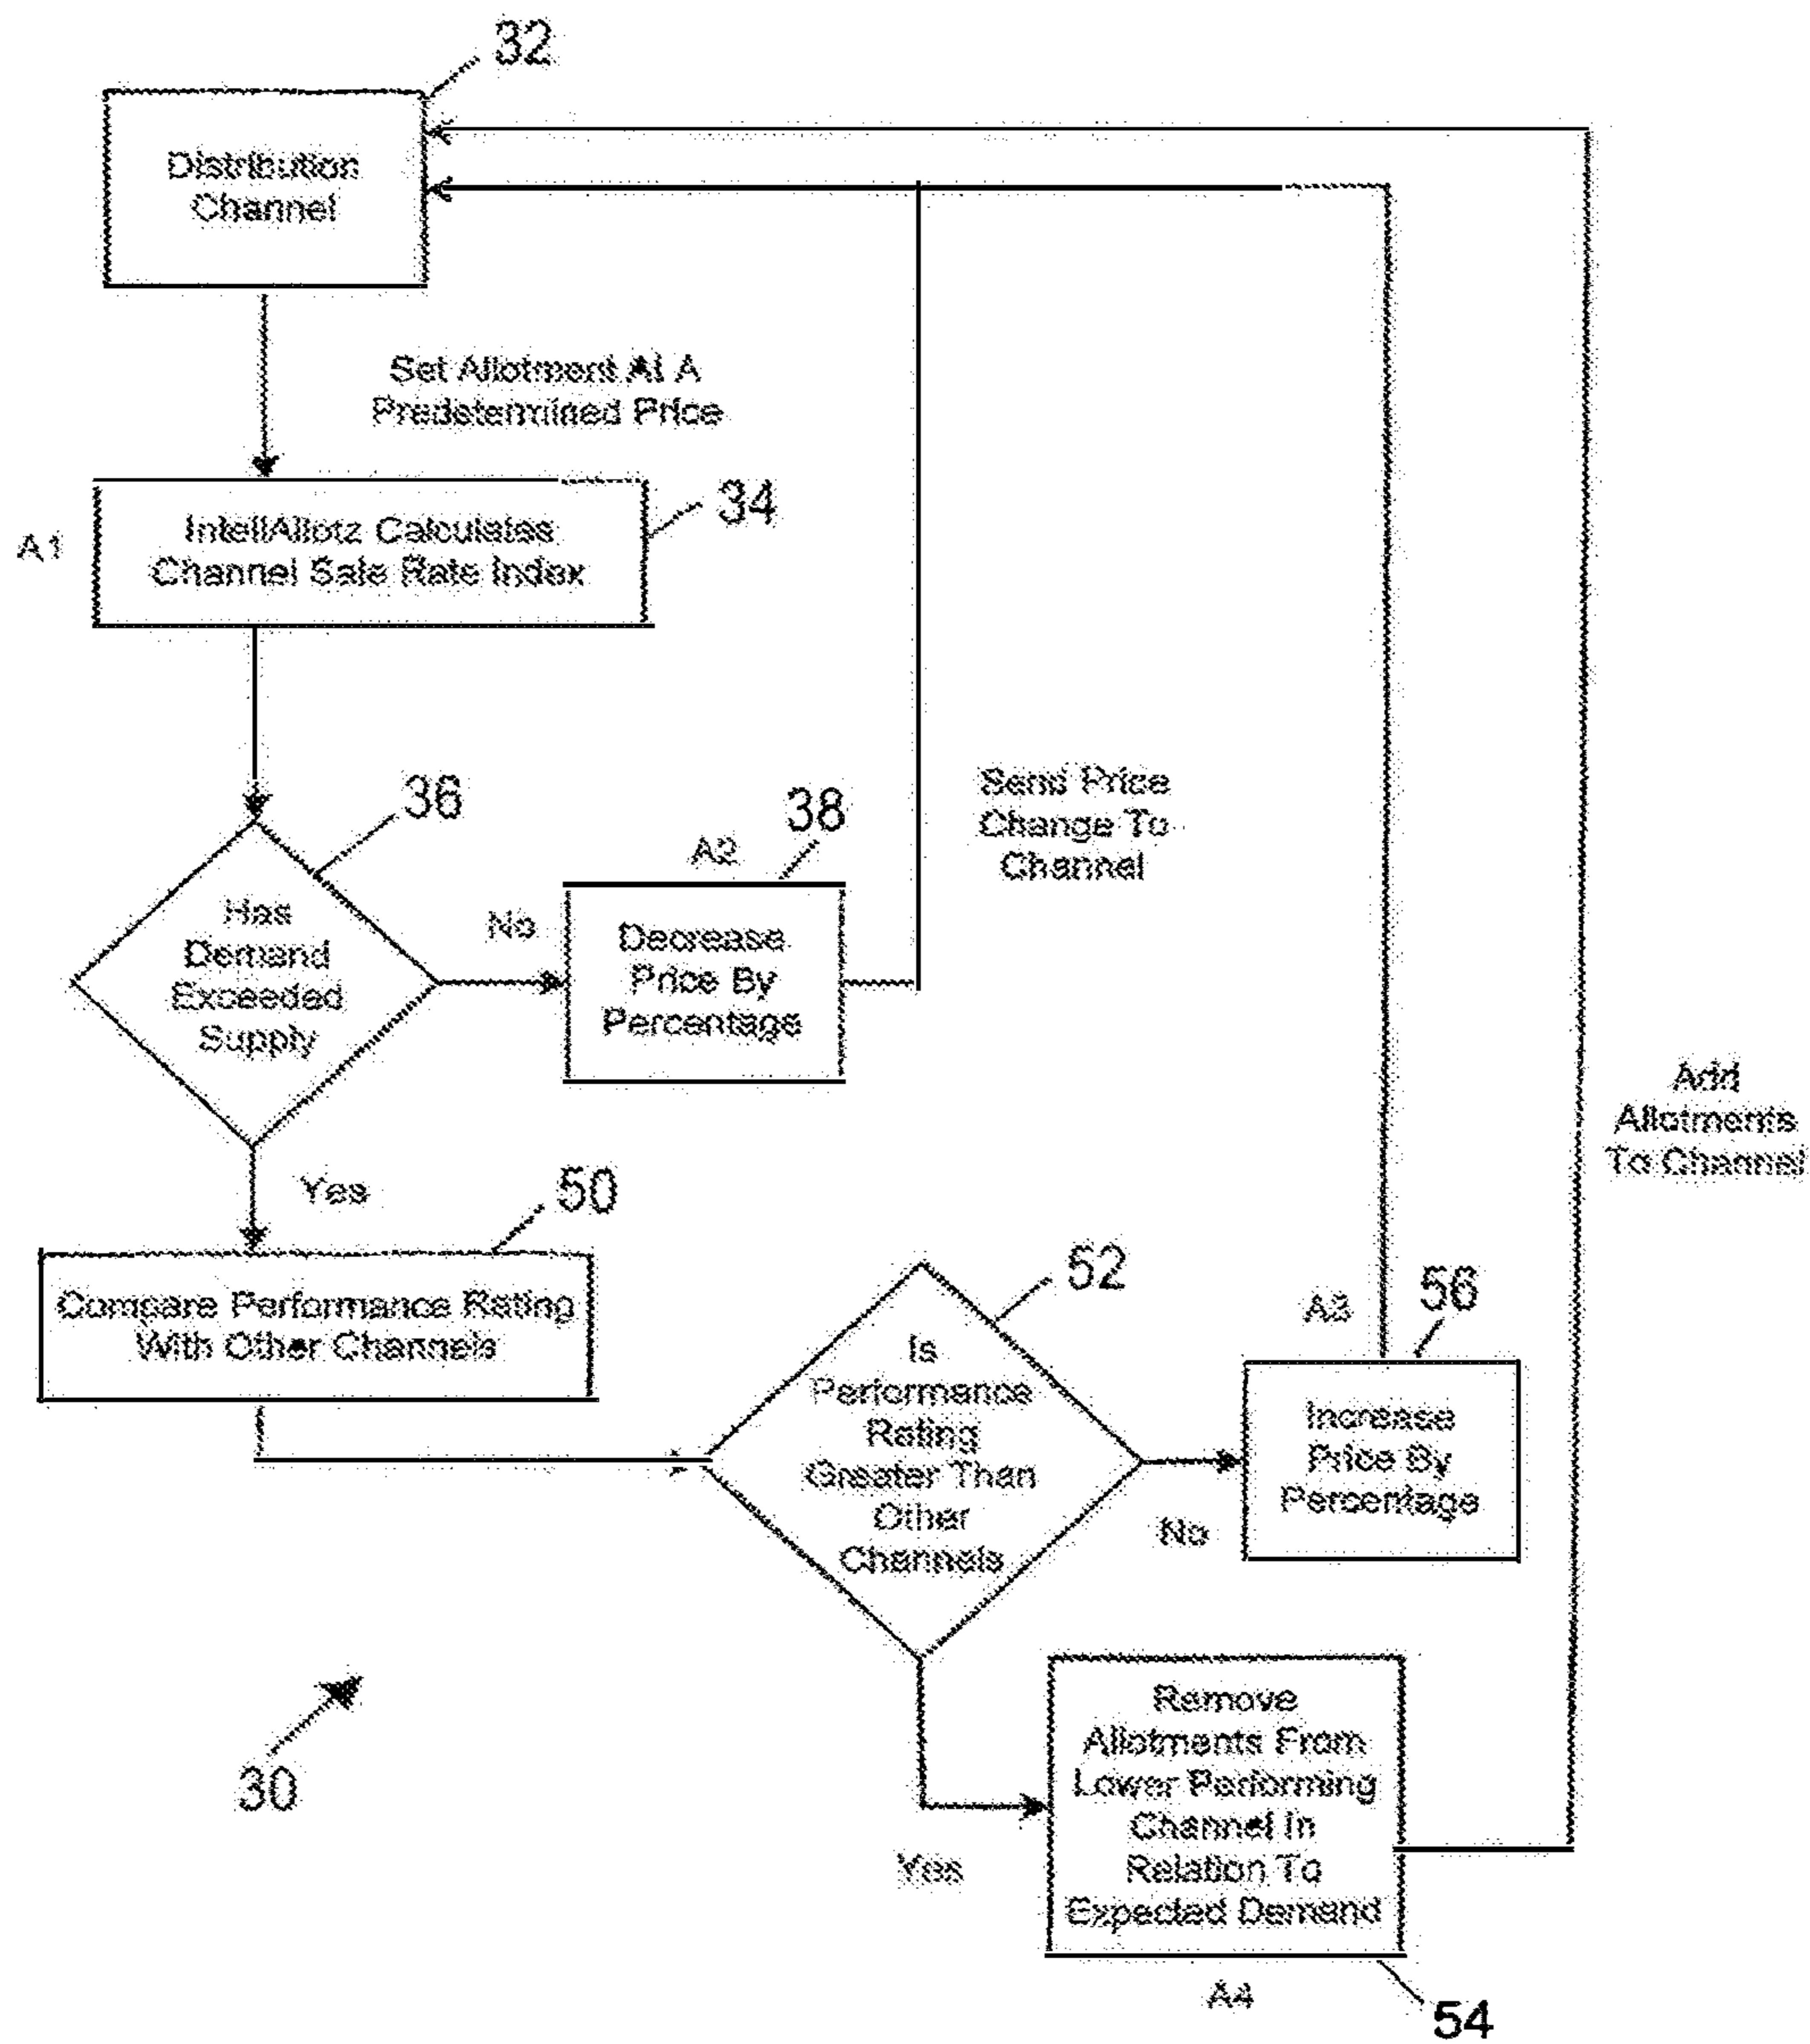 32
Distribution
Channel
Set Allotment At A
Predetermined Price
34
A1
IntelliAllotz Calculates
Channel Sale Rate Index
36
Has
Demand
Exceeded
Supply
No
A2
38
Decrease
Price By
Percentage
Send Price
Change To
Channel
Add
Allotments
To Channel
Yes
50
Compare Performance Rating
With Other Channels
52
Is
Performance
Rating
Greater Than
Other
Channels
No
A3
56
Increase
Price By
Percentage
30
Yes
Remove
Allotments From
Lower Performing
Channel In
Relation To
Expected Demand
A4
54